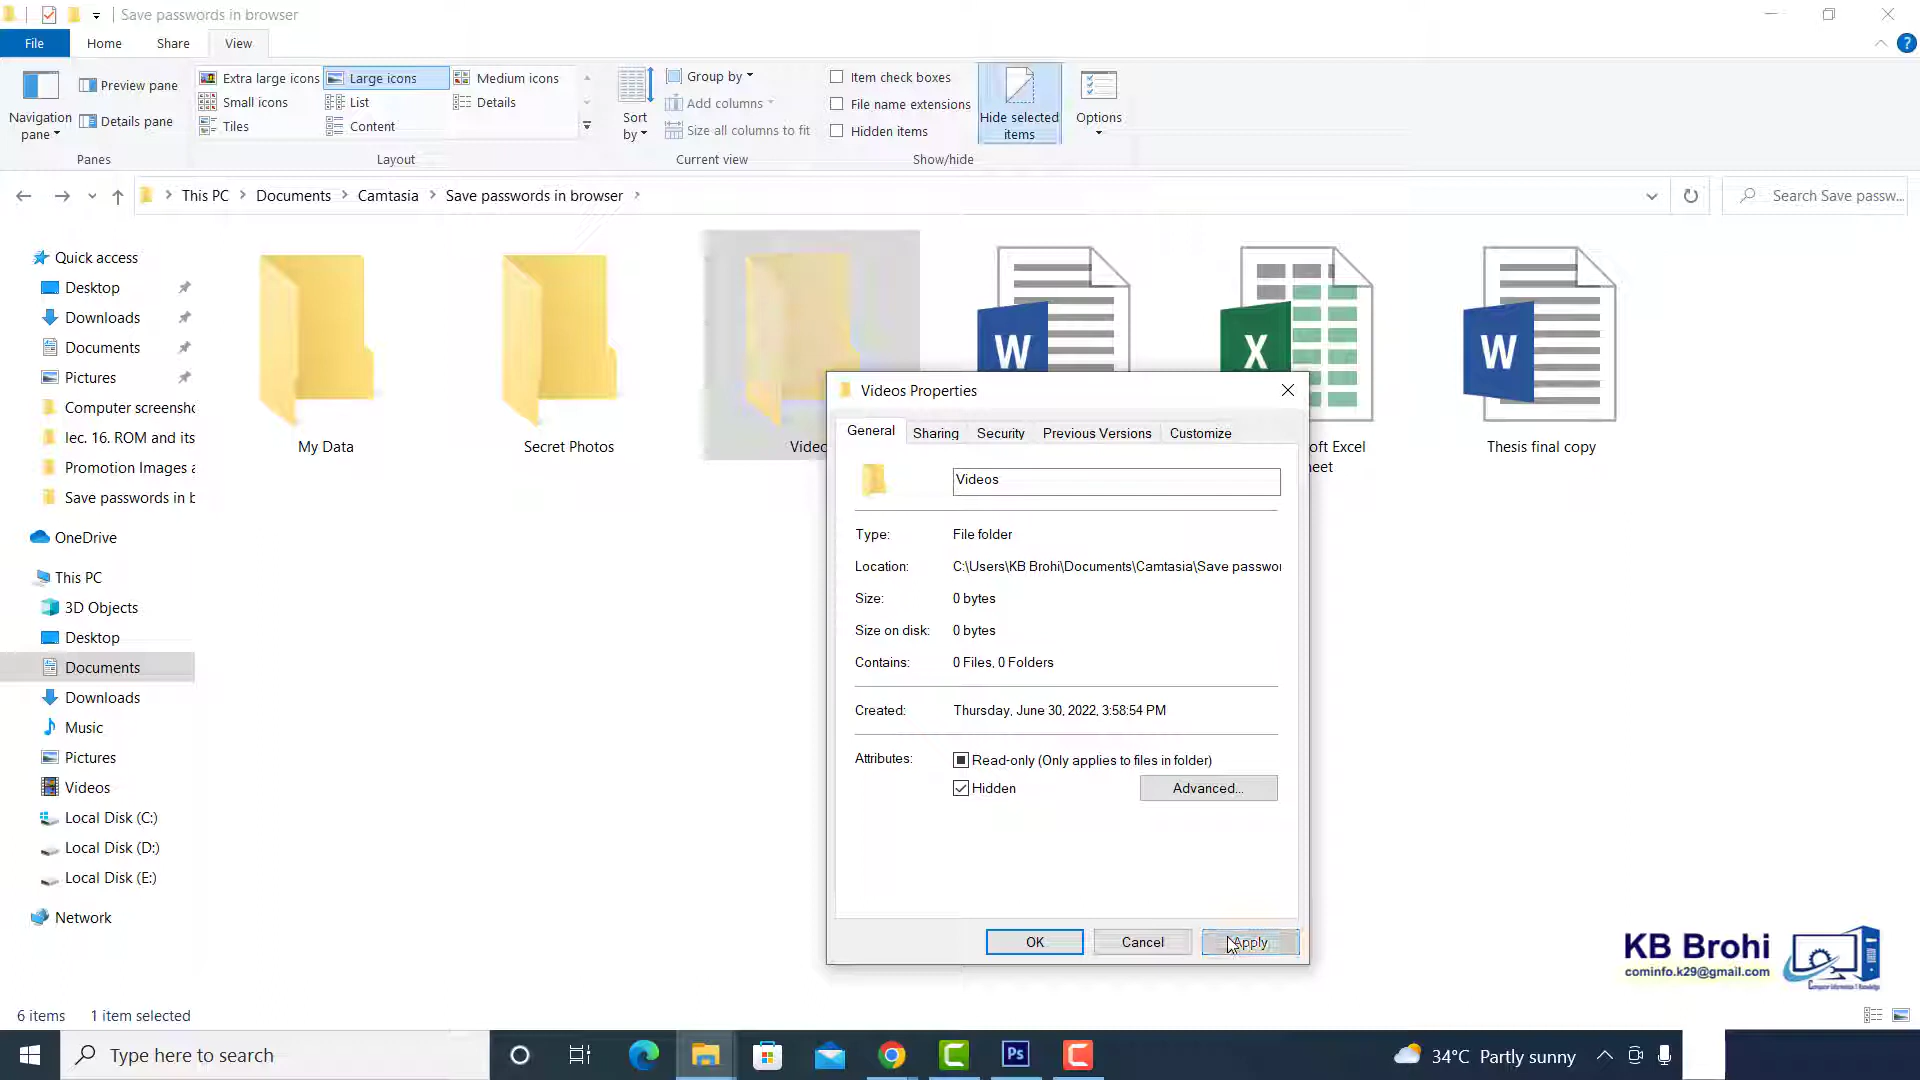 Save passwords in browser
File
Home
Share
View
Navigation pane
Preview pane
Details pane
Panes
Extra large icons
Large icons
Medium icons
Small icons
List
Details
Tiles
Content
Layout
Sort by
Group by
Add columns
Size all columns to fit
Current view
Item check boxes
File name extensions
Hidden items
Hide selected items
Options
Show/hide
This PC
Documents
Camtasia
Save passwords in browser
Search Save passw...
Quick access
Desktop
Downloads
Documents
Pictures
Computer screensho
lec. 16. ROM and its
Promotion Images a
Save passwords in b
OneDrive
This PC
3D Objects
Desktop
Documents
Downloads
Music
Pictures
Videos
Local Disk (C:)
Local Disk (D:)
Local Disk (E:)
Network
My Data
Secret Photos
W
X
W
Thesis final copy
Videos Properties
General
Sharing
Security
Previous Versions
Customize
Videos
Type:
File folder
Location:
C:\Users\KB Brohi\Documents\Camtasia\Save passwo
Size:
0 bytes
Size on disk:
0 bytes
Contains:
0 Files, 0 Folders
Created:
Thursday, June 30, 2022, 3:58:54 PM
Attributes:
Read-only (Only applies to files in folder)
Hidden
Advanced...
OK
Cancel
Apply
KB Brohi
cominfo.k29@gmail.com
6 items
1 item selected
Type here to search
Ps
34°C Partly sunny